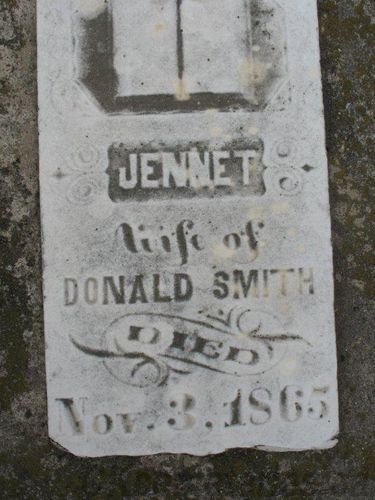 JENNET
Wife of
DONALD SMITH
DIED
Nov. 3. 1865